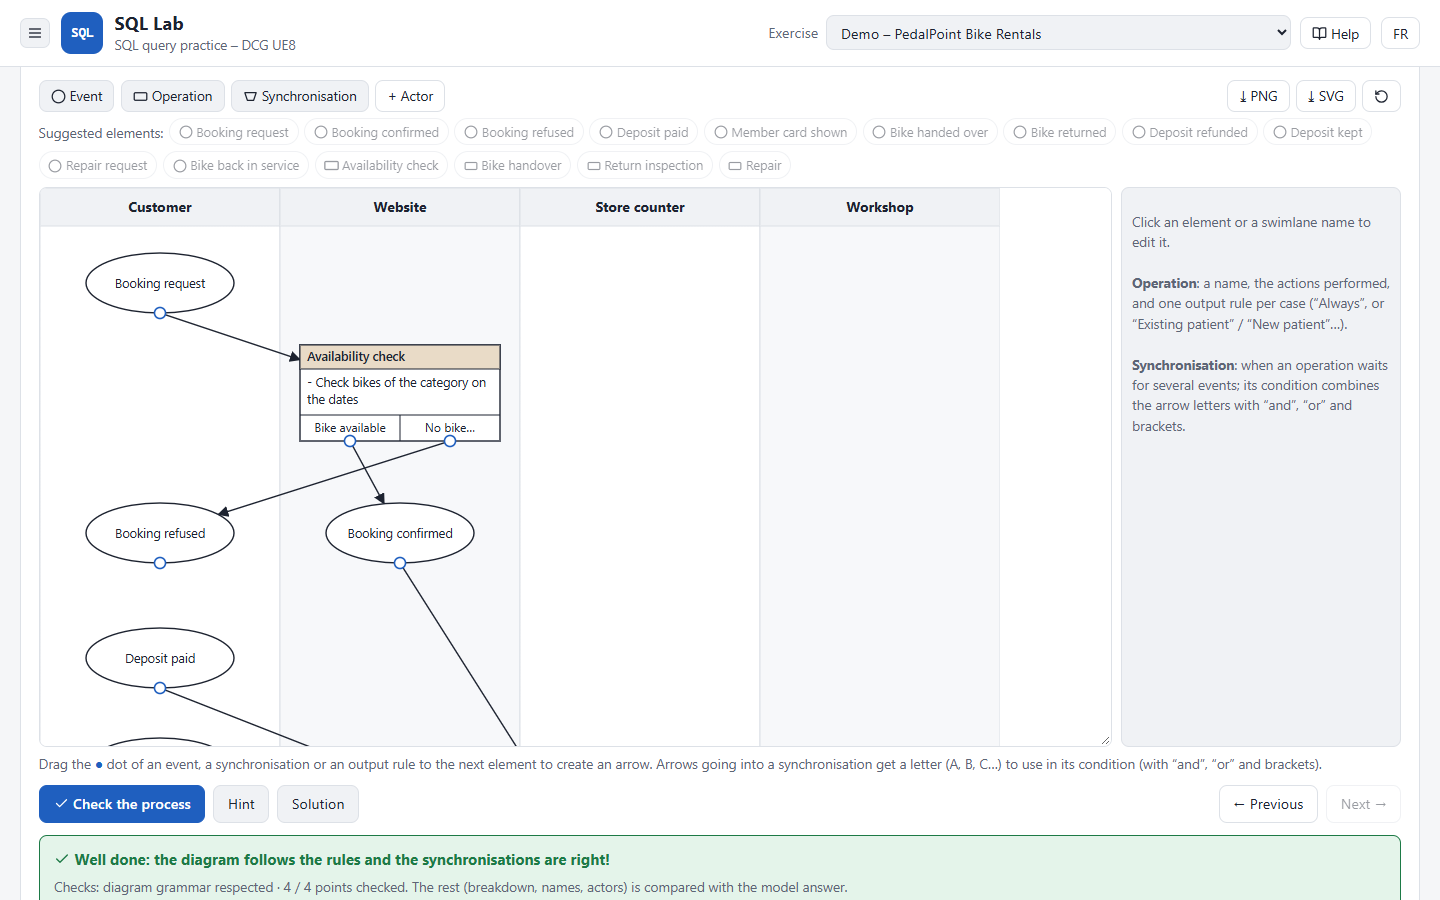 SQL
SQL Lab
SQL query practice – DCG UE8
Exercise
Demo – PedalPoint Bike Rentals
Help
FR
Event
Operation
Synchronisation
+ Actor
PNG
SVG
Suggested elements:
Booking request
Booking confirmed
Booking refused
Deposit paid
Member card shown
Bike handed over
Bike returned
Deposit refunded
Deposit kept
Repair request
Bike back in service
Availability check
Bike handover
Return inspection
Repair
Customer
Website
Store counter
Workshop
Booking request
Availability check
- Check bikes of the category on
the dates
Bike available
No bike...
Booking refused
Booking confirmed
Deposit paid
Click an element or a swimlane name to
edit it.
Operation: a name, the actions performed,
and one output rule per case (“Always”, or
“Existing patient” / “New patient”…).
Synchronisation: when an operation waits
for several events; its condition combines
the arrow letters with “and”, “or” and
brackets.
Drag the ● dot of an event, a synchronisation or an output rule to the next element to create an arrow. Arrows going into a synchronisation get a letter (A, B, C…) to use in its condition (with “and”, “or” and brackets).
✓ Check the process
Hint
Solution
← Previous
Next →
✓ Well done: the diagram follows the rules and the synchronisations are right!
Checks: diagram grammar respected · 4 / 4 points checked. The rest (breakdown, names, actors) is compared with the model answer.